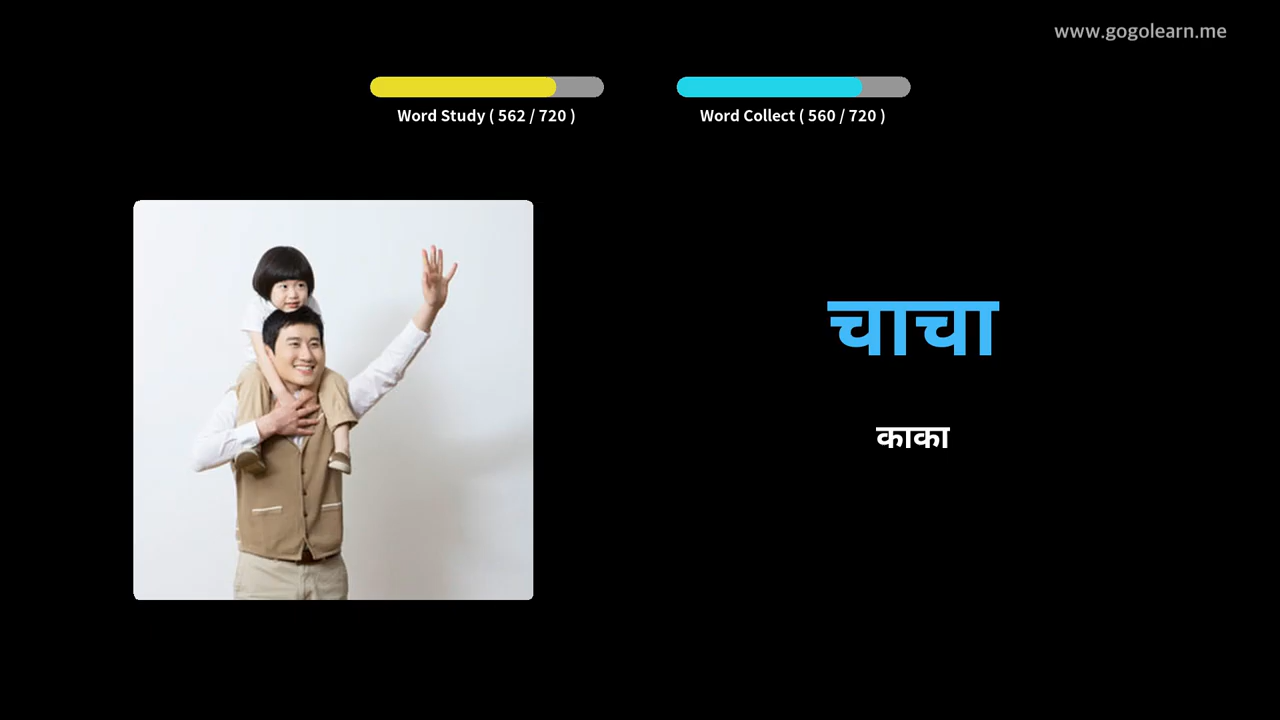 www.gogolearn.me
Word Study ( 562 / 720 )
Word Collect ( 560 / 720 )
चाचा
काका